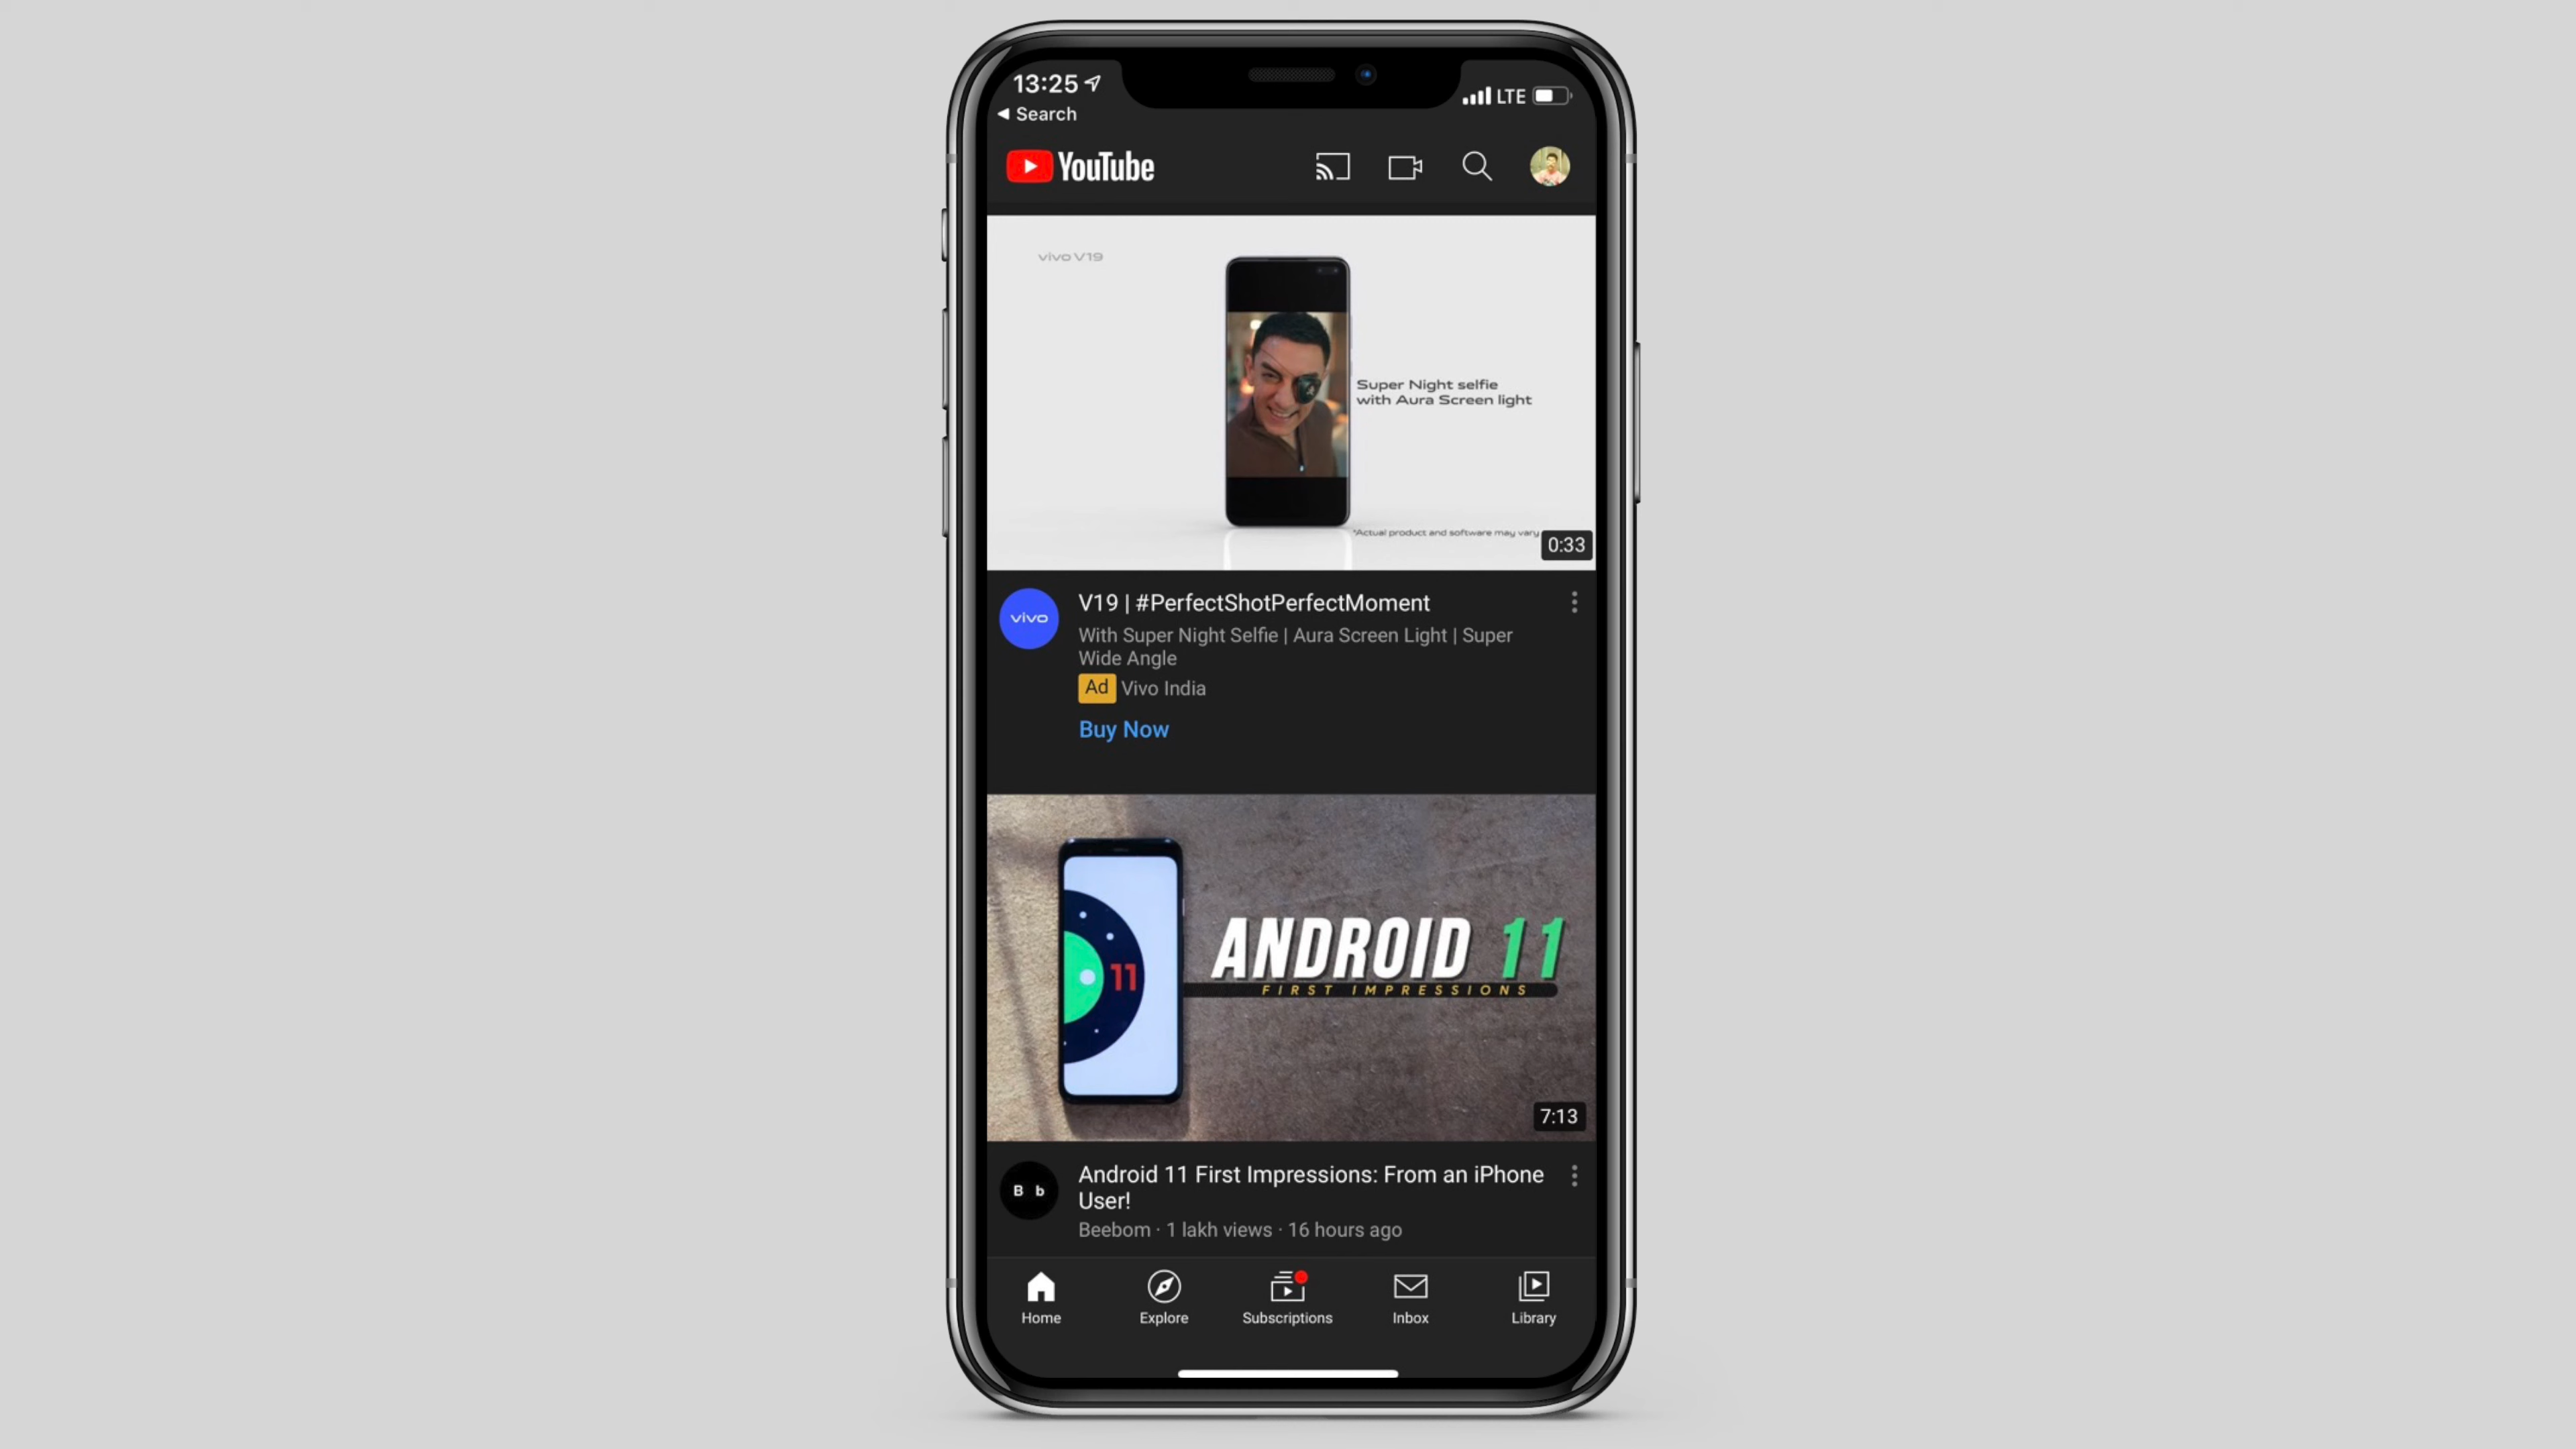 13:25
◀ Search
LTE
YouTube
vivo V19
Super Night selfie
with Aura Screen light
*Actual product and software may vary
0:33
vivo
V19 | #PerfectShotPerfectMoment
With Super Night Selfie | Aura Screen Light | Super
Wide Angle
Ad Vivo India
Buy Now
11
ANDROID 11
FIRST IMPRESSIONS
7:13
B b
Android 11 First Impressions: From an iPhone
User!
Beebom · 1 lakh views · 16 hours ago
Home Explore Subscriptions Inbox Library